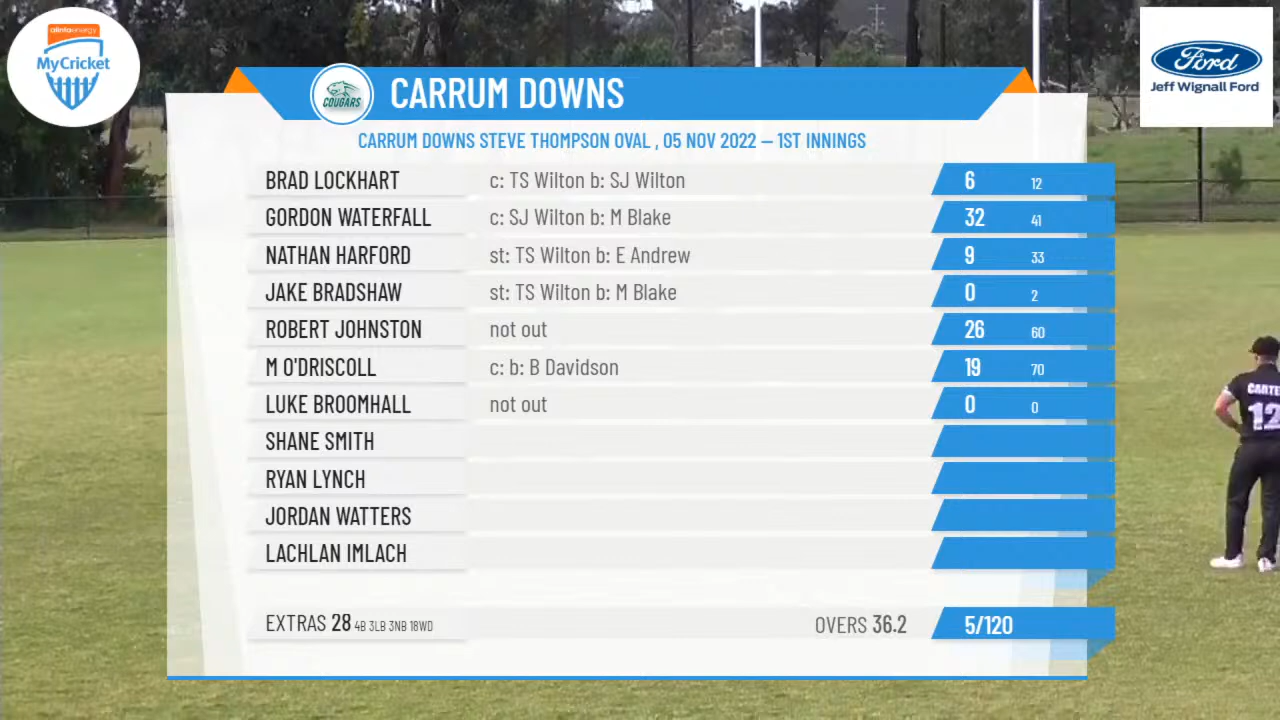 alintaenergy
MyCricket
Ford
Jeff Wignall Ford
COUGARS
CARRUM DOWNS
CARRUM DOWNS STEVE THOMPSON OVAL , 05 NOV 2022 – 1ST INNINGS
BRAD LOCKHART c: TS Wilton b: SJ Wilton 6 12
GORDON WATERFALL c: SJ Wilton b: M Blake 32 41
NATHAN HARFORD st: TS Wilton b: E Andrew 9 33
JAKE BRADSHAW st: TS Wilton b: M Blake 0 2
ROBERT JOHNSTON not out 26 60
M O'DRISCOLL c: b: B Davidson 19 70
LUKE BROOMHALL not out 0 0
SHANE SMITH
RYAN LYNCH
JORDAN WATTERS
LACHLAN IMLACH
EXTRAS 28 4B 3LB 3NB 18WD OVERS 36.2 5/120
CARTE
12